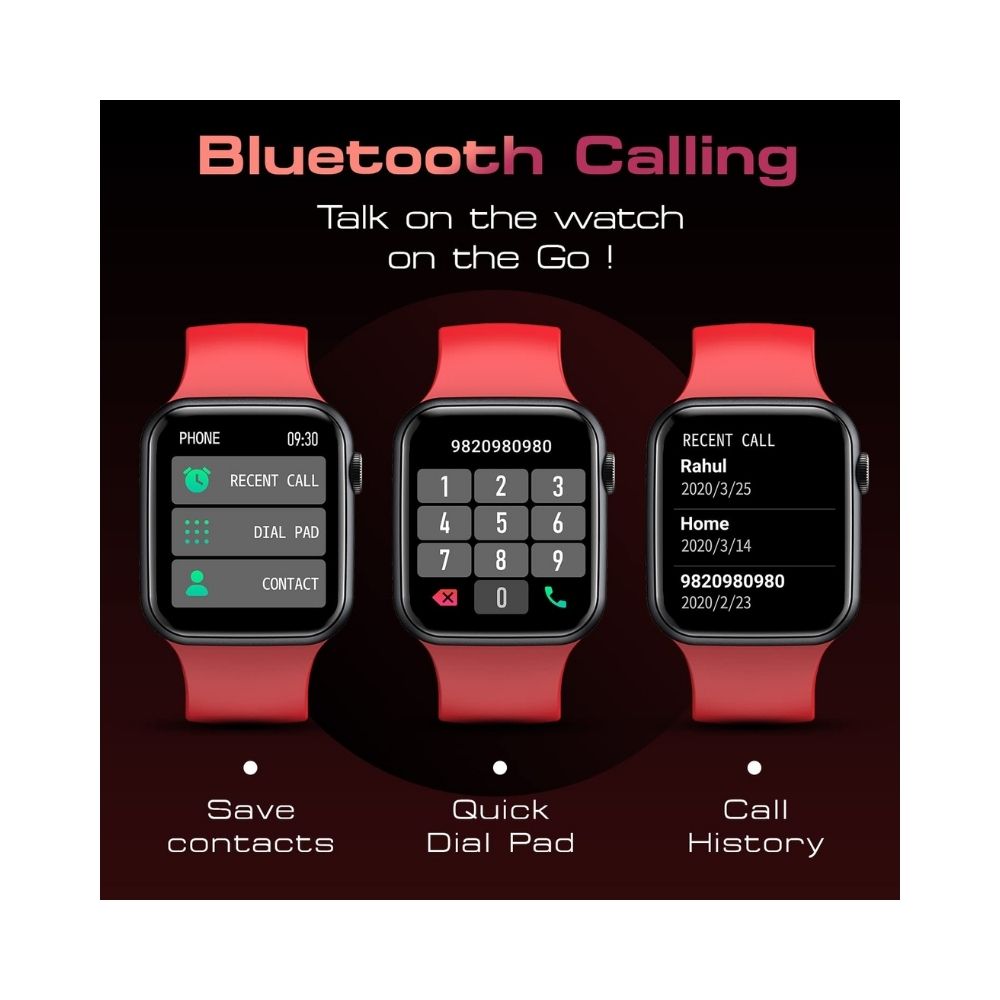 Bluetooth Calling
Talk on the watch
on the Go !
PHONE 09:30
RECENT CALL
DIAL PAD
CONTACT
9820980980
1 2 3
4 5 6
7 8 9
0
RECENT CALL
Rahul
2020/3/25
Home
2020/3/14
9820980980
2020/2/23
Save
contacts
Quick
Dial Pad
Call
History